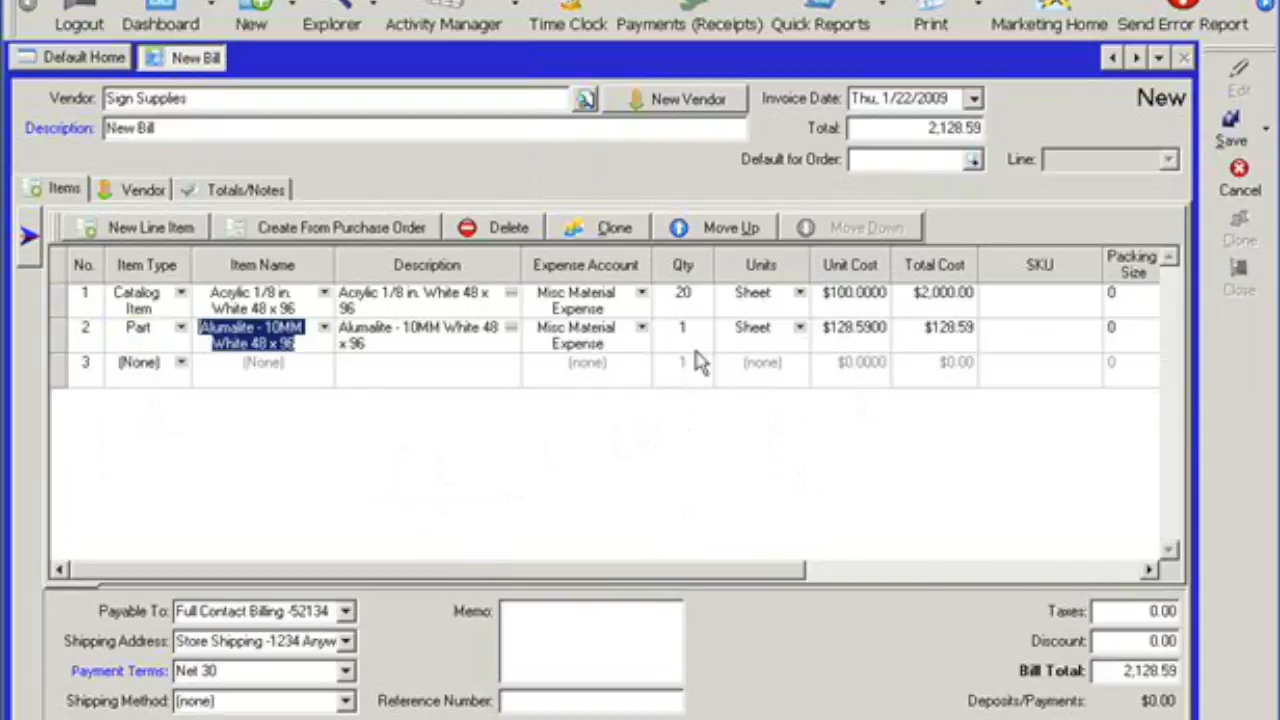 Logout Dashboard New Explorer Activity Manager Time Clock Payments (Receipts) Quick Reports Print Marketing Home Send Error Report
Default Home New Bill
Vendor: Sign Supplies New Vendor Invoice Date: Thu, 1/22/2009 New
Description: New Bill Total: 2,128.59
Default for Order: Line:
Items Vendor Totals/Notes
New Line Item Create From Purchase Order Delete Clone Move Up Move Down
No. Item Type Item Name Description Expense Account Qty Units Unit Cost Total Cost SKU Packing Size
1 Catalog Item Acrylic 1/8 in. White 48 x 96 Acrylic 1/8 in. White 48 x 96 Misc Material Expense 20 Sheet $100.0000 $2,000.00 0
2 Part Alumalite - 10MM White 48 x 96 Alumalite - 10MM White 48 x 96 Misc Material Expense 1 Sheet $128.5900 $128.59 0
3 (None) (None) (none) 1 (none) $0.0000 $0.00 0
Payable To: Full Contact Billing -52134 Memo: Taxes: 0.00
Shipping Address: Store Shipping -1234 Anyw Discount: 0.00
Payment Terms: Net 30 Bill Total: 2,128.59
Shipping Method: (none) Reference Number: Deposits/Payments: $0.00
Edit
Save
Cancel
Clone
Close